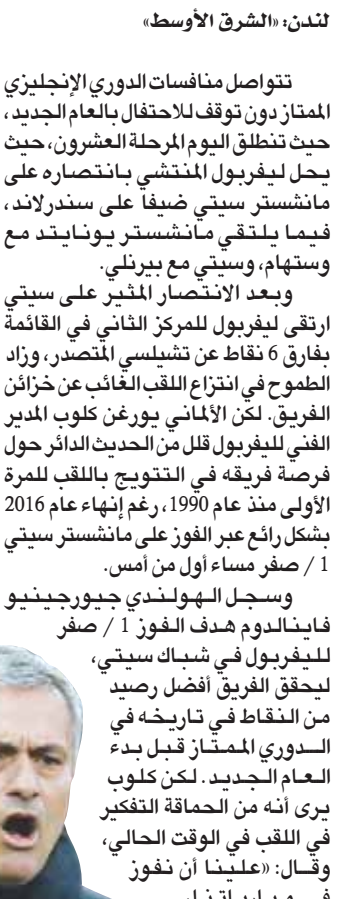 لندن: «الشرق الأوسط»
تتواصل منافسات الدوري الإنجليزي
الممتاز دون توقف للاحتفال بالعام الجديد،
حيث تنطلق اليوم المرحلة العشرون، حيث
يحل ليفربول المنتشي بانتصاره على
مانشستر سيتي ضيفا على سندرلاند،
فيما يلتقي مانشستر يونايتد مع
وستهام، وسيتي مع بيرنلي.
وبعد الانتصار المثير على سيتي
ارتقى ليفربول للمركز الثاني في القائمة
بفارق 6 نقاط عن تشيلسي المتصدر، وزاد
الطموح في انتزاع اللقب الغائب عن خزائن
الفريق. لكن الألماني يورغن كلوب المدير
الفني لليفربول قلل من الحديث الدائر حول
فرصة فريقه في التتويج باللقب للمرة
الأولى منذ عام 1990، رغم إنهاء عام 2016
بشكل رائع عبر الفوز على مانشستر سيتي
1 / صفر مساء أول من أمس.
وسجل الهولندي جيورجينيو
فاينالدوم هدف الفوز 1 / صفر
لليفربول في شباك سيتي،
ليحقق الفريق أفضل رصيد
من النقاط في تاريخه في
الدوري الممتاز قبل بدء
العام الجديد. لكن كلوب
يرى أنه من الحماقة التفكير
في اللقب في الوقت الحالي،
وقال: «علينا أن نفوز